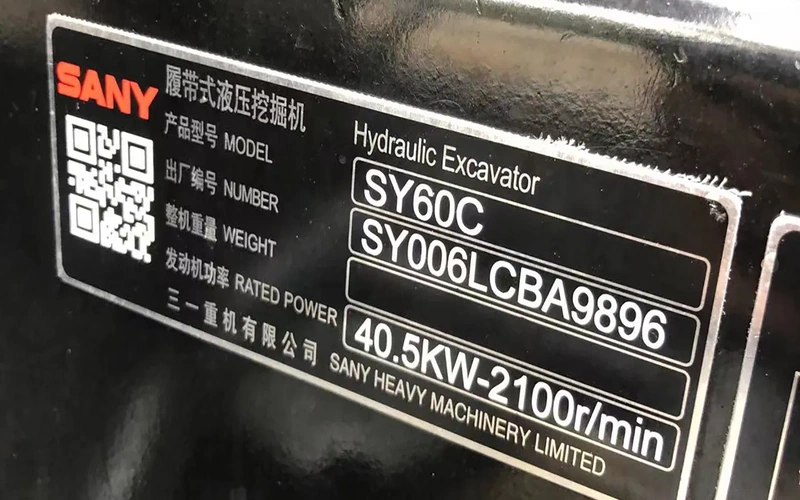 SANY
履带式液压挖掘机 Hydraulic Excavator
产品型号 MODEL SY60C
出厂编号 NUMBER SY006LCBA9896
整机重量 WEIGHT
发动机功率 RATED POWER 40.5KW-2100r/min
三一重机有限公司 SANY HEAVY MACHINERY LIMITED